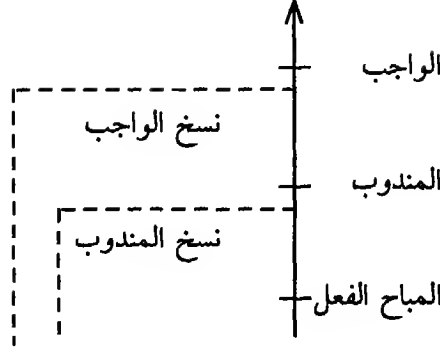 الواجب
نسخ الواجب
المندوب
نسخ المندوب
المباح الفعل